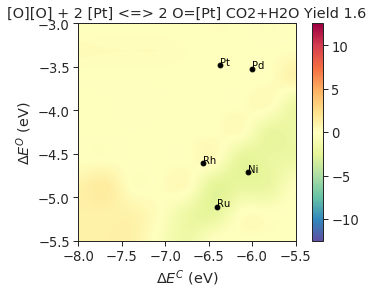 [O][O] + 2 [Pt] <=> 2 O=[Pt] CO2+H2O Yield 1.6
−3.0
−3.5
−4.0
−4.5
−5.0
−5.5
ΔE^O (eV)
Pt
Pd
Rh
Ni
Ru
−8.0 −7.5 −7.0 −6.5 −6.0 −5.5
ΔE^C (eV)
10
5
0
−5
−10